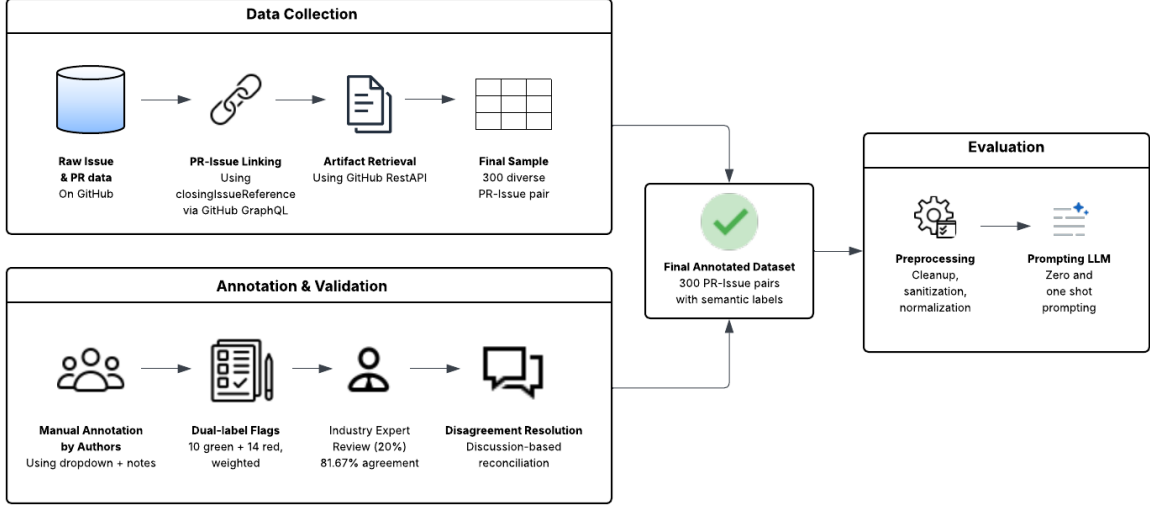 Data Collection
Raw Issue
& PR data
On GitHub
PR-Issue Linking
Using
closingIssueReference
via GitHub GraphQL
Artifact Retrieval
Using GitHub RestAPI
Final Sample
300 diverse
PR-Issue pair
Annotation & Validation
Manual Annotation
by Authors
Using dropdown + notes
Dual-label Flags
10 green + 14 red,
weighted
Industry Expert
Review (20%)
81.67% agreement
Disagreement Resolution
Discussion-based
reconciliation
Final Annotated Dataset
300 PR-Issue pairs
with semantic labels
Evaluation
Preprocessing
Cleanup,
sanitization,
normalization
Prompting LLM
Zero and
one shot
prompting